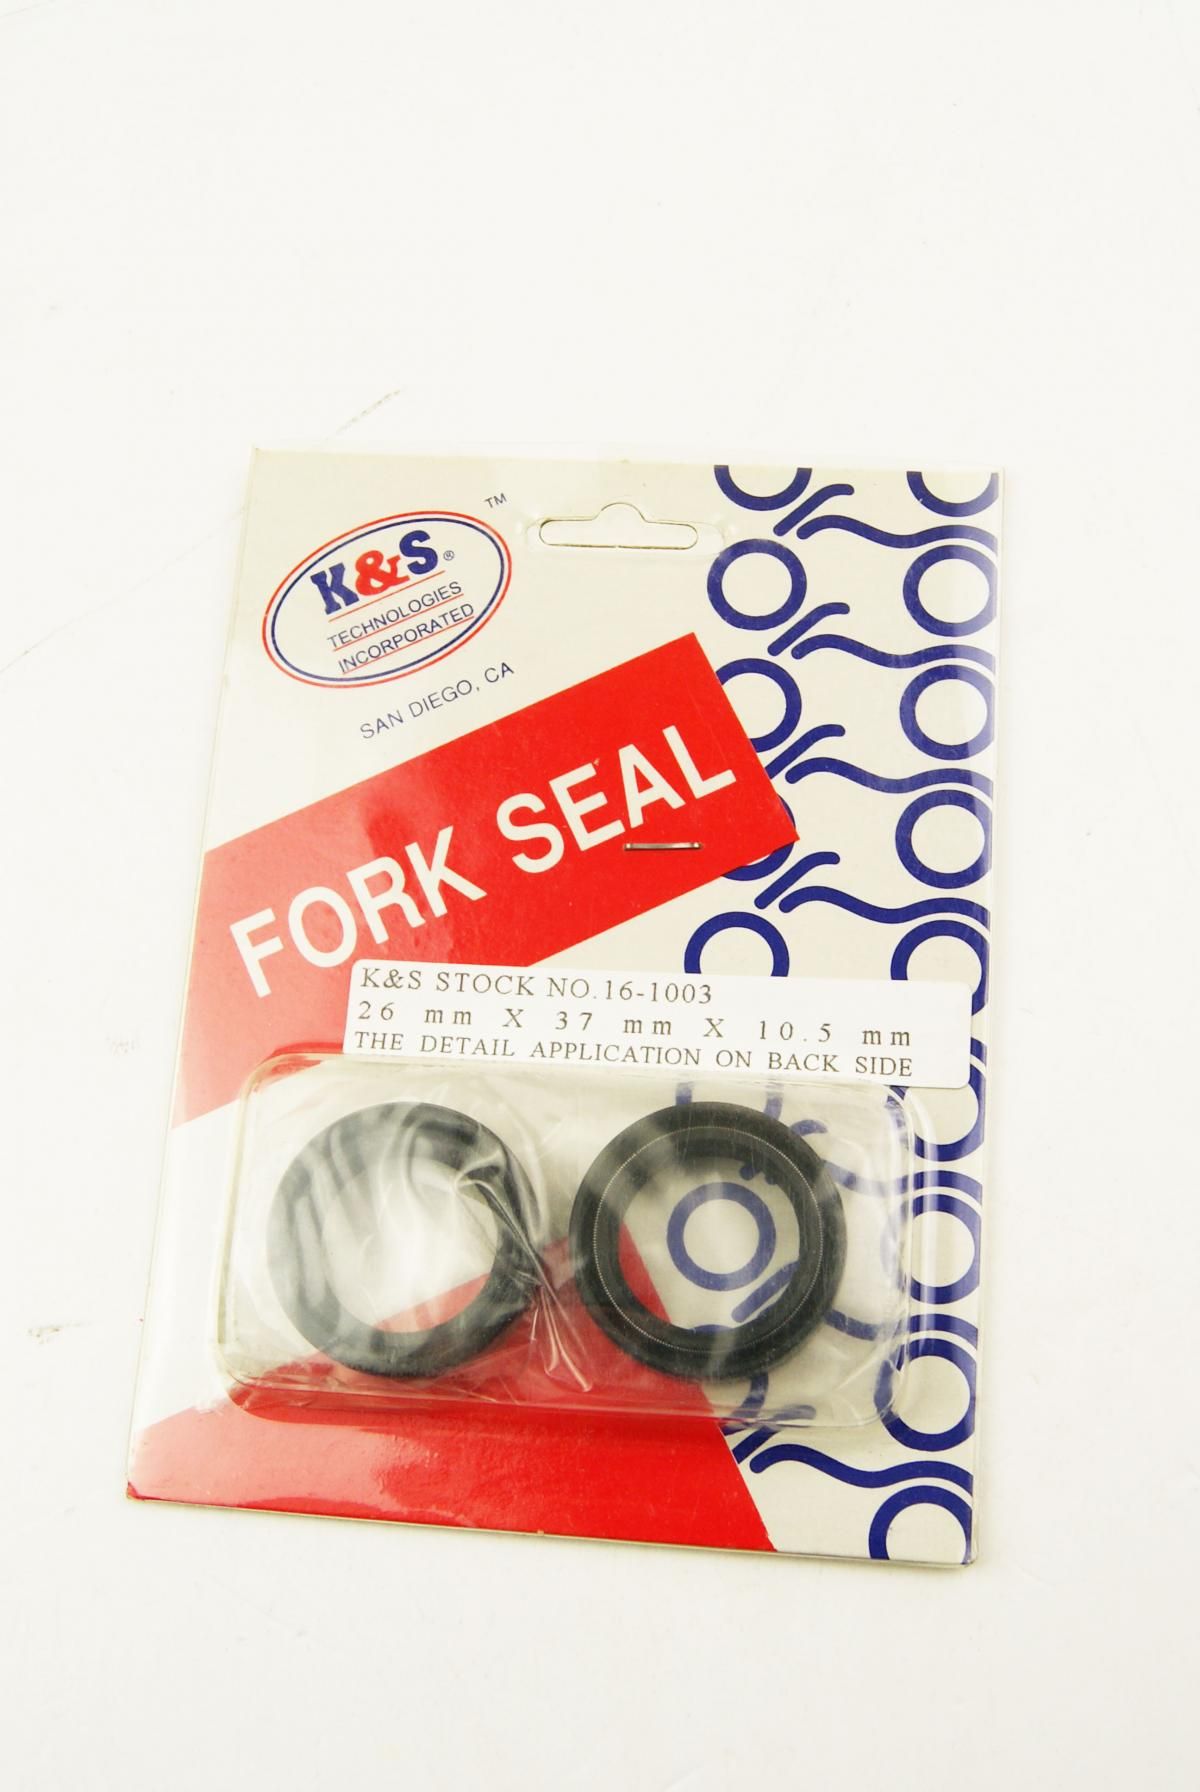 TM
K&S®
TECHNOLOGIES
INCORPORATED
SAN DIEGO, CA
FORK SEAL
K&S STOCK NO.16-1003
26 mm X 37 mm X 10.5 mm
THE DETAIL APPLICATION ON BACK SIDE